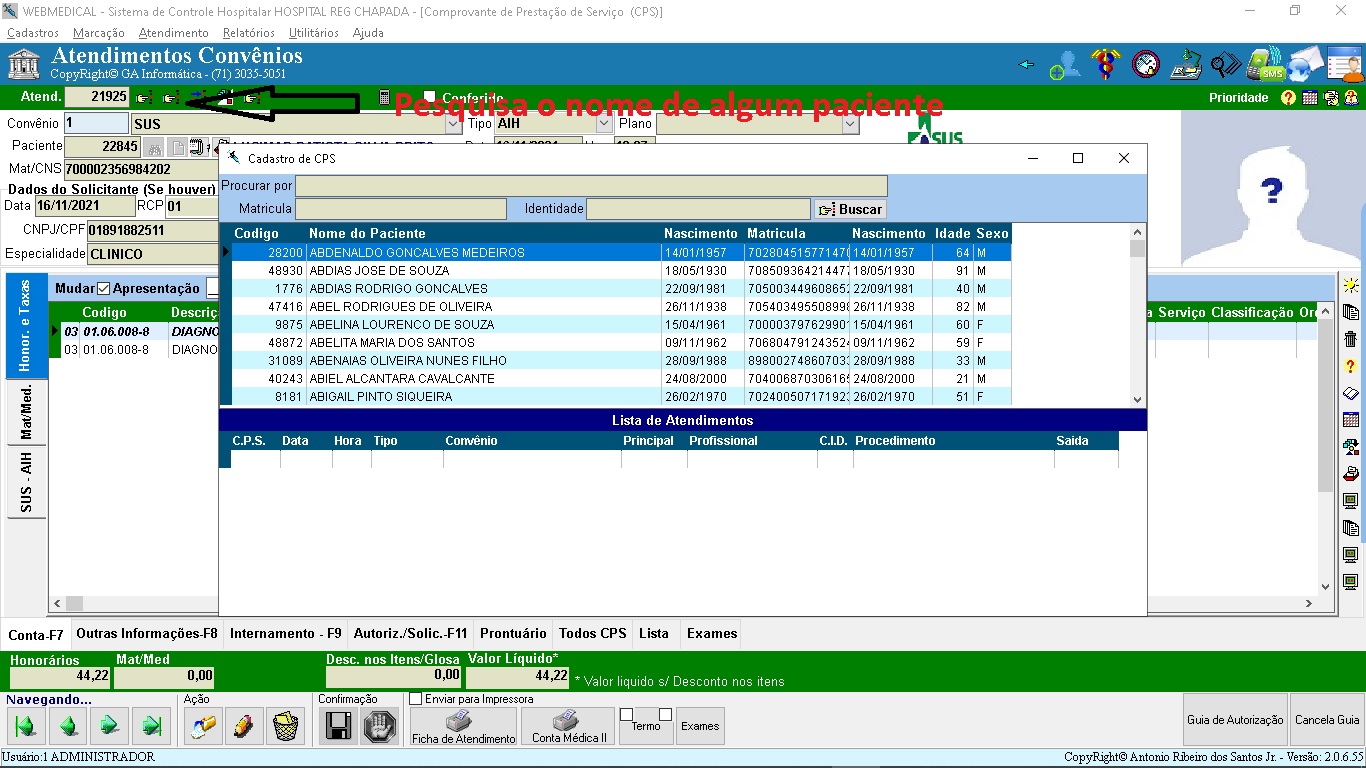 WEBMEDICAL - Sistema de Controle Hospitalar HOSPITAL REG CHAPADA - [Comprovante de Prestação de Serviço (CPS)]
Cadastros Marcação Atendimento Relatórios Utilitários Ajuda
Atendimentos Convênios
CopyRight© GA Informática - (71) 3035-5051
SMS
Atend. 21925 Conferido Prioridade
Pesquisa o nome de algum paciente
Convênio 1 SUS Tipo AIH Plano
SUS
Paciente 22845
Mat/CNS 700002356984202
Dados do Solicitante (Se houver)
Data 16/11/2021 RCP 01
CNPJ/CPF 01891882511
Especialidade CLINICO
Cadastro de CPS
Procurar por
Matricula Identidade Buscar
Codigo Nome do Paciente Nascimento Matricula Nascimento Idade Sexo
28200 ABDENALDO GONCALVES MEDEIROS 14/01/1957 14/01/1957 64 M
48930 ABDIAS JOSE DE SOUZA 18/05/1930 18/05/1930 91 M
1776 ABDIAS RODRIGO GONCALVES 22/09/1981 22/09/1981 40 M
47416 ABEL RODRIGUES DE OLIVEIRA 26/11/1938 26/11/1938 82 M
9875 ABELINA LOURENCO DE SOUZA 15/04/1961 15/04/1961 60 F
48872 ABELITA MARIA DOS SANTOS 09/11/1962 09/11/1962 59 F
31089 ABENAIAS OLIVEIRA NUNES FILHO 28/09/1988 28/09/1988 33 M
40243 ABIEL ALCANTARA CAVALCANTE 24/08/2000 24/08/2000 21 M
8181 ABIGAIL PINTO SIQUEIRA 26/02/1970 26/02/1970 51 F
Lista de Atendimentos
C.P.S. Data Hora Tipo Convênio Principal Profissional C.I.D. Procedimento Saida
Honor. e Taxas
Mat/Med.
SUS - AIH
Mudar Apresentação
Codigo Descriç
03 01.06.008-8 DIAGNO
03 01.06.008-8 DIAGNO
a Serviço Classificação Ord
Conta-F7 Outras Informações-F8 Internamento - F9 Autoriz./Solic.-F11 Prontuário Todos CPS Lista Exames
Honorários Mat/Med Desc. nos Itens/Glosa Valor Líquido*
44,22 0,00 0,00 44,22 * Valor liquido s/ Desconto nos itens
Navegando... Ação Confirmação Enviar para Impressora
Ficha de Atendimento Conta Médica II Termo Exames Guia de Autorização Cancela Guia
Usuário:1 ADMINISTRADOR CopyRight© Antonio Ribeiro dos Santos Jr. - Versão: 2.0.6.55